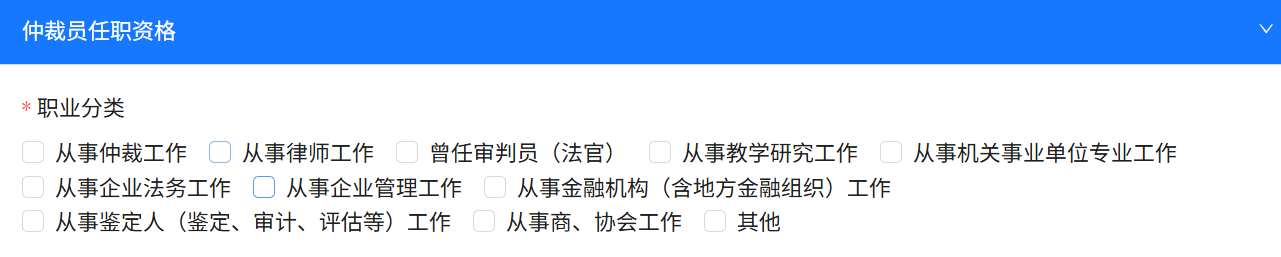 仲裁员任职资格
* 职业分类
从事仲裁工作 从事律师工作 曾任审判员（法官） 从事教学研究工作 从事机关事业单位专业工作
从事企业法务工作 从事企业管理工作 从事金融机构（含地方金融组织）工作
从事鉴定人（鉴定、审计、评估等）工作 从事商、协会工作 其他